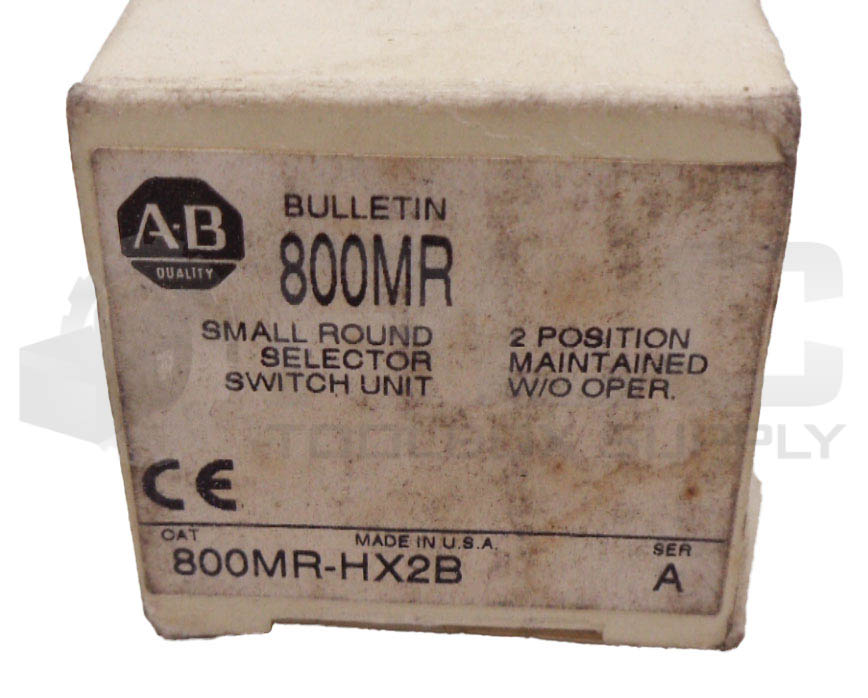 A-B
QUALITY
BULLETIN
800MR
SMALL ROUND
SELECTOR
SWITCH UNIT
2 POSITION
MAINTAINED
W/O OPER.
CE
CAT
MADE IN U.S.A.
SER
800MR-HX2B
A
SUPPLY